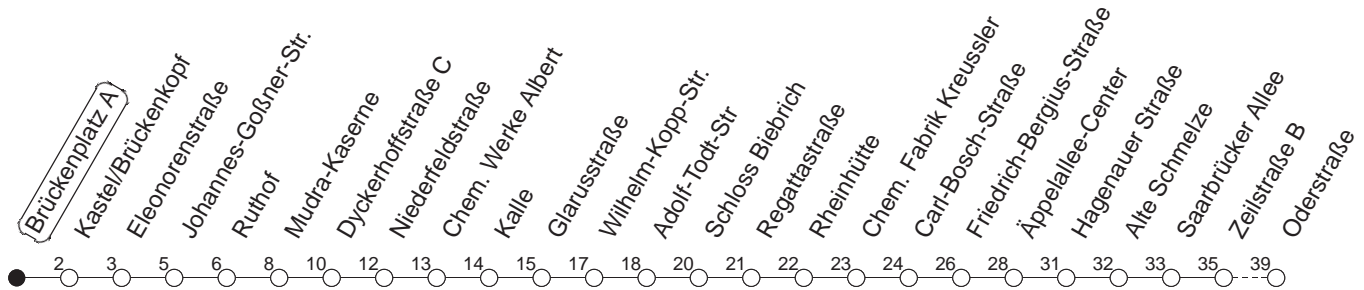 Brückenplatz A
Kastel/Brückenkopf
Eleonorenstraße
Johannes-Goßner-Str.
Ruthof
Mudra-Kaserne
Dyckerhoffstraße C
Niederfeldstraße
Chem. Werke Albert
Kalle
Glarusstraße
Wilhelm-Kopp-Str.
Adolf-Todt-Str
Schloss Biebrich
Regattastraße
Rheinhütte
Chem. Fabrik Kreussler
Carl-Bosch-Straße
Friedrich-Bergius-Straße
Äppelallee-Center
Hagenauer Straße
Alte Schmelze
Saarbrücker Allee
Zeilstraße B
Oderstraße
2 3 5 6 8 10 12 13 14 15 17 18 20 21 22 23 24 26 28 31 32 33 35 39